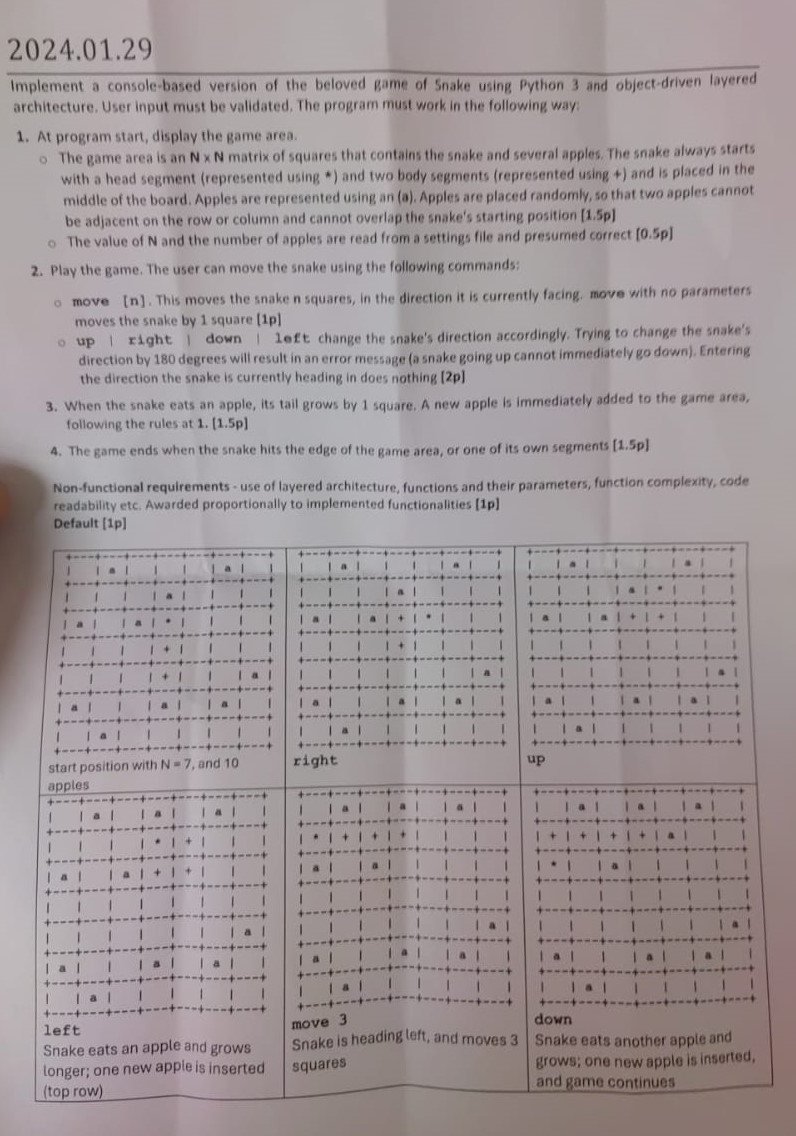 2024.01.29
Implement a console-based version of the beloved game of Snake using Python 3 and object-driven layered
architecture. User input must be validated. The program must work in the following way:
1. At program start, display the game area.
o The game area is an N x N matrix of squares that contains the snake and several apples. The snake always starts
with a head segment (represented using *) and two body segments (represented using +) and is placed in the
middle of the board. Apples are represented using an (a). Apples are placed randomly, so that two apples cannot
be adjacent on the row or column and cannot overlap the snake's starting position [1.5p]
o The value of N and the number of apples are read from a settings file and presumed correct [0.5p]
2. Play the game. The user can move the snake using the following commands:
o move [n]. This moves the snake n squares, in the direction it is currently facing. move with no parameters
moves the snake by 1 square [1p]
o up | right | down | left change the snake's direction accordingly. Trying to change the snake's
direction by 180 degrees will result in an error message (a snake going up cannot immediately go down). Entering
the direction the snake is currently heading in does nothing [2p]
3. When the snake eats an apple, its tail grows by 1 square. A new apple is immediately added to the game area,
following the rules at 1. [1.5p]
4. The game ends when the snake hits the edge of the game area, or one of its own segments [1.5p]
Non-functional requirements - use of layered architecture, functions and their parameters, function complexity, code
readability etc. Awarded proportionally to implemented functionalities [1p]
Default [1p]
start position with N = 7, and 10
apples
right
up
left
Snake eats an apple and grows
longer; one new apple is inserted
(top row)
move 3
Snake is heading left, and moves 3
squares
down
Snake eats another apple and
grows; one new apple is inserted,
and game continues